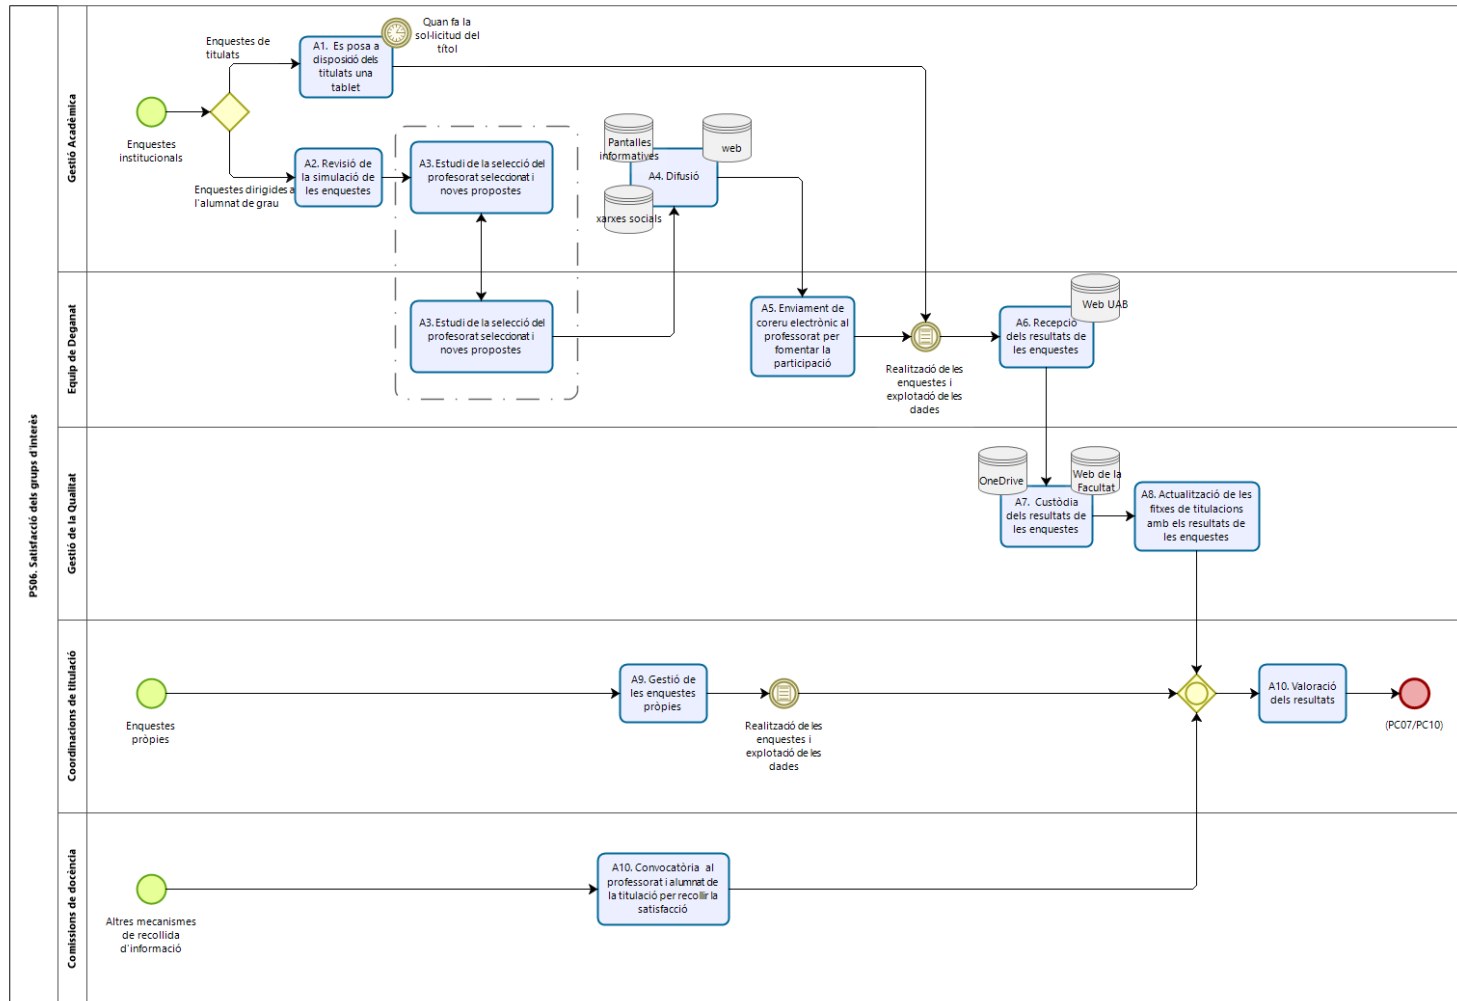 PS06. Satisfacció dels grups d'interès
Gestió Acadèmica
Enquestes
institucionals
Enquestes de
titulats
Enquestes dirigides a
l'alumnat de grau
A1. Es posa a
disposició dels
titulats una
tablet
Quan fa la
sol·licitud del
títol
A2. Revisió de
la simulació de
les enquestes
A3. Estudi de la selecció del
profesorat seleccionat i
noves propostes
Pantalles
informatives
web
A4. Difusió
xarxes socials
Equip de Deganat
A3. Estudi de la selecció del
profesorat seleccionat i
noves propostes
A5. Enviament de
coreru electrònic al
professorat per
fomentar la
participació
Realització de les
enquestes i
explotació de les
dades
Web UAB
A6. Recepció
dels resultats de
les enquestes
Gestió de la Qualitat
OneDrive
Web de la
Facultat
A7. Custòdia
dels resultats de
les enquestes
A8. Actualització de les
fitxes de titulacions
amb els resultats de
les enquestes
Coordinacions de titulació
Enquestes
pròpies
A9. Gestió de
les enquestes
pròpies
Realització de les
enquestes i
explotació de les
dades
A10. Valoració
dels resultats
(PC07/PC10)
Comissions de docència
Altres mecanismes
de recollida
d'informació
A10. Convocatòria al
professorat i alumnat de
la titulació per recollir la
satisfacció